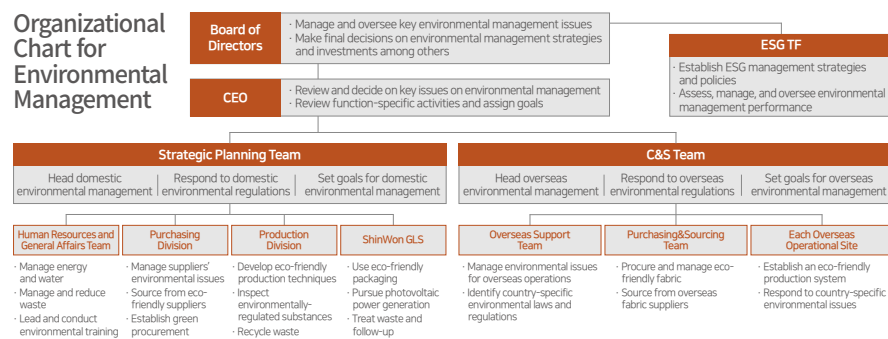 Organizational
Chart for
Environmental
Management
Board of
Directors
· Manage and oversee key environmental management issues
· Make final decisions on environmental management strategies
and investments among others
ESG TF
· Establish ESG management strategies
and policies
· Assess, manage, and oversee environmental
management performance
CEO
· Review and decide on key issues on environmental management
· Review function-specific activities and assign goals
Strategic Planning Team
Head domestic
environmental management
Respond to domestic
environmental regulations
Set goals for domestic
environmental management
C&S Team
Head overseas
environmental management
Respond to overseas
environmental regulations
Set goals for overseas
environmental management
Human Resources and
General Affairs Team
· Manage energy
and water
· Manage and reduce
waste
· Lead and conduct
environmental training
Purchasing
Division
· Manage suppliers'
environmental issues
· Source from eco-
friendly suppliers
· Establish green
procurement
Production
Division
· Develop eco-friendly
production techniques
· Inspect
environmentally-
regulated substances
· Recycle waste
ShinWon GLS
· Use eco-friendly
packaging
· Pursue photovoltaic
power generation
· Treat waste and
follow-up
Overseas Support
Team
· Manage environmental issues
for overseas operations
· Identify country-specific
environmental laws and
regulations
Purchasing&Sourcing
Team
· Procure and manage eco-
friendly fabric
· Source from overseas
fabric suppliers
Each Overseas
Operational Site
· Establish an eco-friendly
production system
· Respond to country-specific
environmental issues